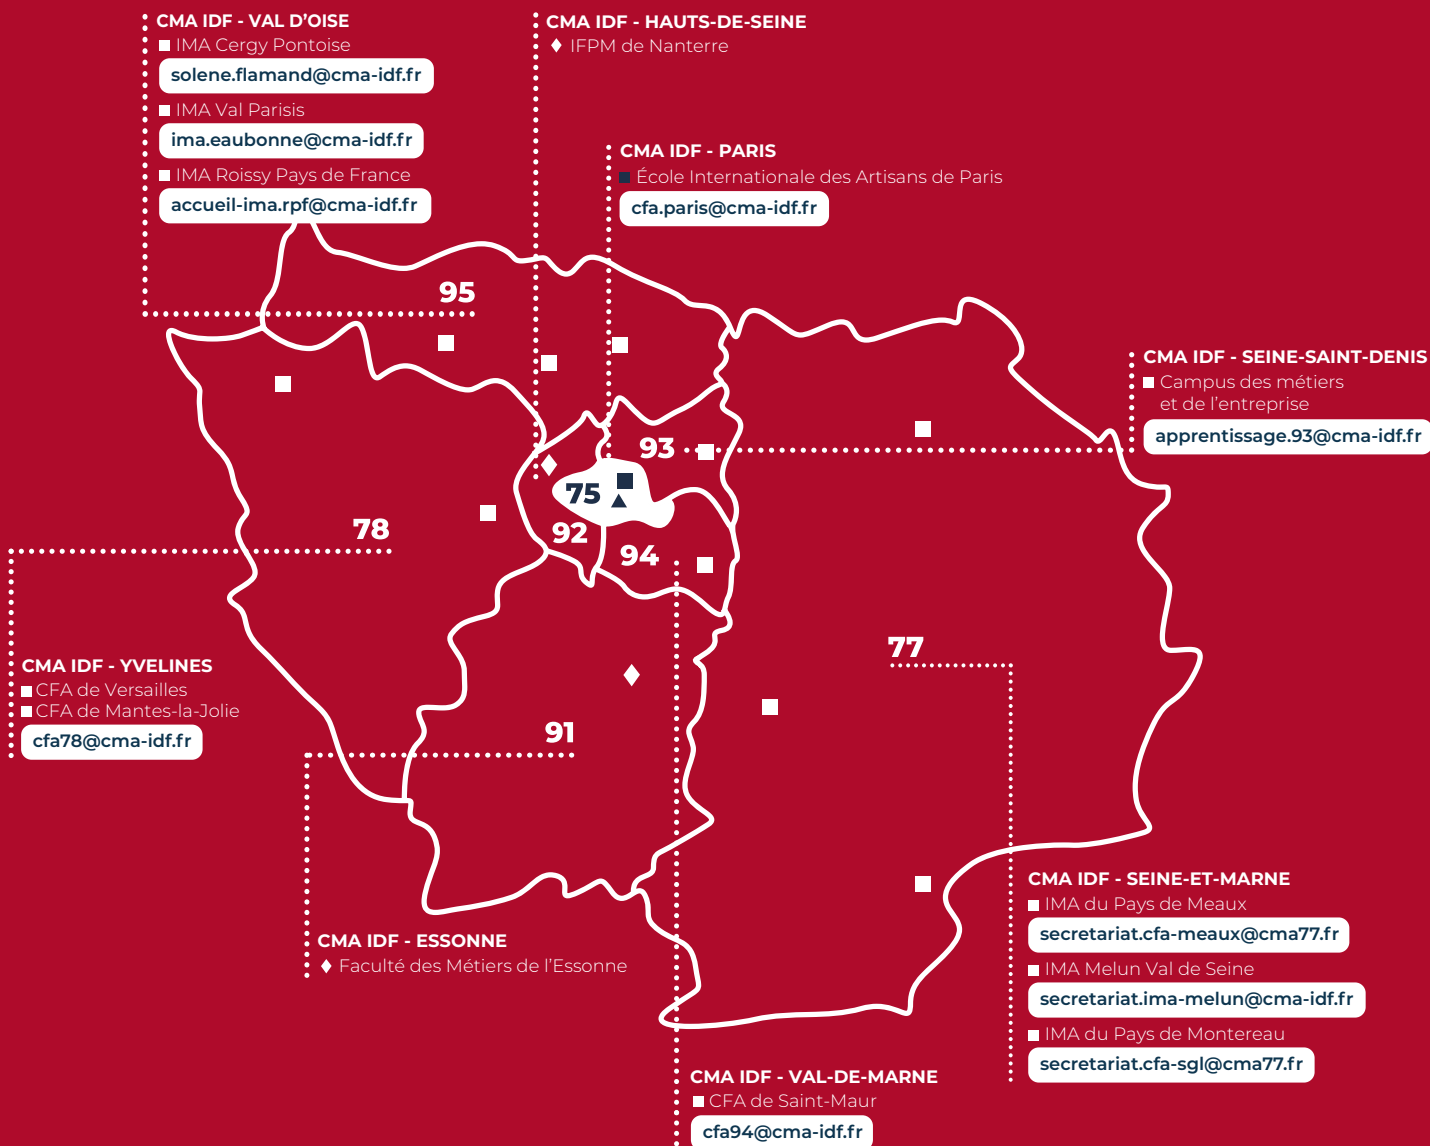 CMA IDF - VAL D'OISE
IMA Cergy Pontoise
solene.flamand@cma-idf.fr
IMA Val Parisis
ima.eaubonne@cma-idf.fr
IMA Roissy Pays de France
accueil-ima.rpf@cma-idf.fr
CMA IDF - HAUTS-DE-SEINE
IFPM de Nanterre
CMA IDF - PARIS
École Internationale des Artisans de Paris
cfa.paris@cma-idf.fr
95
CMA IDF - SEINE-SAINT-DENIS
Campus des métiers
et de l'entreprise
apprentissage.93@cma-idf.fr
93
75
92
94
78
77
91
CMA IDF - YVELINES
CFA de Versailles
CFA de Mantes-la-Jolie
cfa78@cma-idf.fr
CMA IDF - ESSONNE
Faculté des Métiers de l'Essonne
CMA IDF - SEINE-ET-MARNE
IMA du Pays de Meaux
secretariat.cfa-meaux@cma77.fr
IMA Melun Val de Seine
secretariat.ima-melun@cma-idf.fr
IMA du Pays de Montereau
secretariat.cfa-sgl@cma77.fr
CMA IDF - VAL-DE-MARNE
CFA de Saint-Maur
cfa94@cma-idf.fr